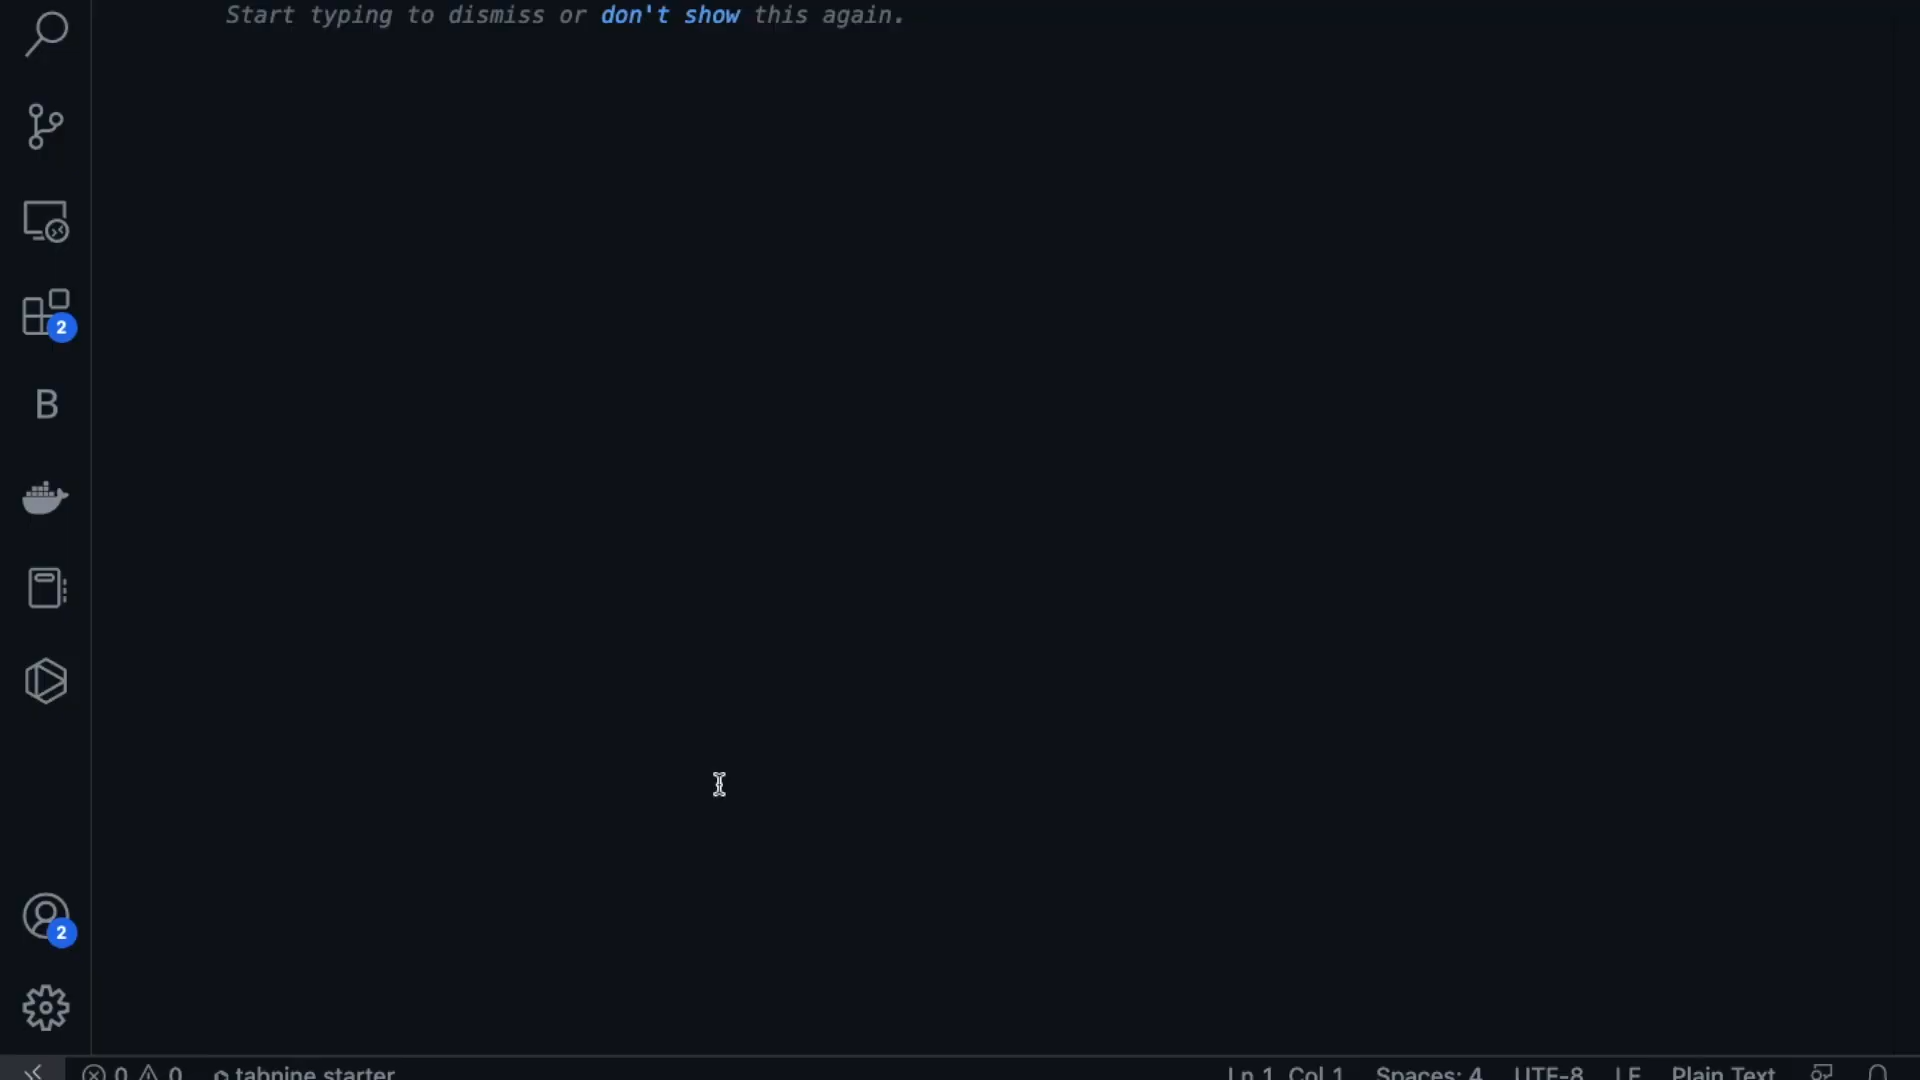 Start typing to dismiss or don't show this again.
2
B
2
0 0 tabnine starter Ln 1, Col 1 Spaces: 4 UTF-8 LF Plain Text